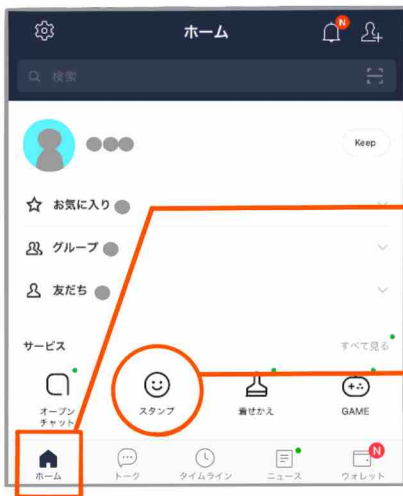 ホーム
N
検索
Keep
お気に入り
グループ
友だち
サービス
すべて見る
オープン
チャット
スタンプ
着せかえ
GAME
ホーム
トーク
タイムライン
ニュース
N
ウォレット